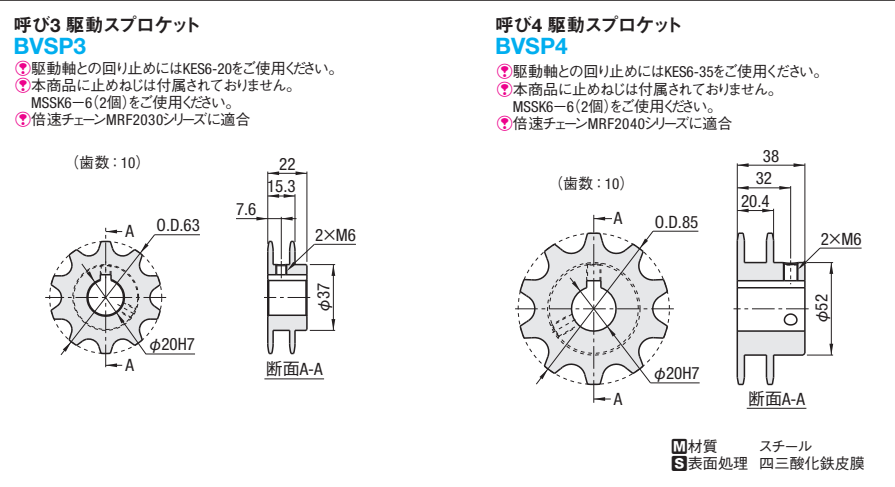 呼び3 駆動スプロケット
BVSP3
駆動軸との回り止めにはKES6-20をご使用ください。
本商品に止めねじは付属されておりません。
MSSK6－6（2個）をご使用ください。
倍速チェーンMRF2030シリーズに適合
（歯数：10）
22
15.3
7.6
A
O.D.63
2×M6
φ37
φ20H7
A
断面A-A
呼び4 駆動スプロケット
BVSP4
駆動軸との回り止めにはKES6-35をご使用ください。
本商品に止めねじは付属されておりません。
MSSK6－6（2個）をご使用ください。
倍速チェーンMRF2040シリーズに適合
（歯数：10）
38
32
20.4
A
O.D.85
2×M6
φ52
φ20H7
A
断面A-A
M材質 スチール
S表面処理 四三酸化鉄皮膜